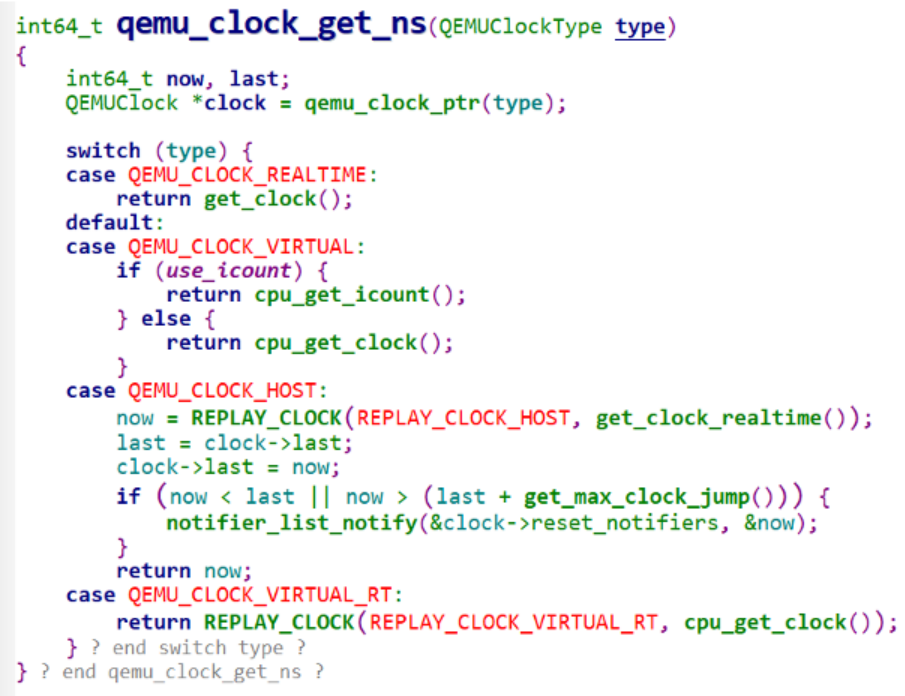 int64_t qemu_clock_get_ns(QEMUClockType type)
{
    int64_t now, last;
    QEMUClock *clock = qemu_clock_ptr(type);

    switch (type) {
    case QEMU_CLOCK_REALTIME:
        return get_clock();
    default:
    case QEMU_CLOCK_VIRTUAL:
        if (use_icount) {
            return cpu_get_icount();
        } else {
            return cpu_get_clock();
        }
    case QEMU_CLOCK_HOST:
        now = REPLAY_CLOCK(REPLAY_CLOCK_HOST, get_clock_realtime());
        last = clock->last;
        clock->last = now;
        if (now < last || now > (last + get_max_clock_jump())) {
            notifier_list_notify(&clock->reset_notifiers, &now);
        }
        return now;
    case QEMU_CLOCK_VIRTUAL_RT:
        return REPLAY_CLOCK(REPLAY_CLOCK_VIRTUAL_RT, cpu_get_clock());
    } ? end switch type ?
} ? end qemu_clock_get_ns ?